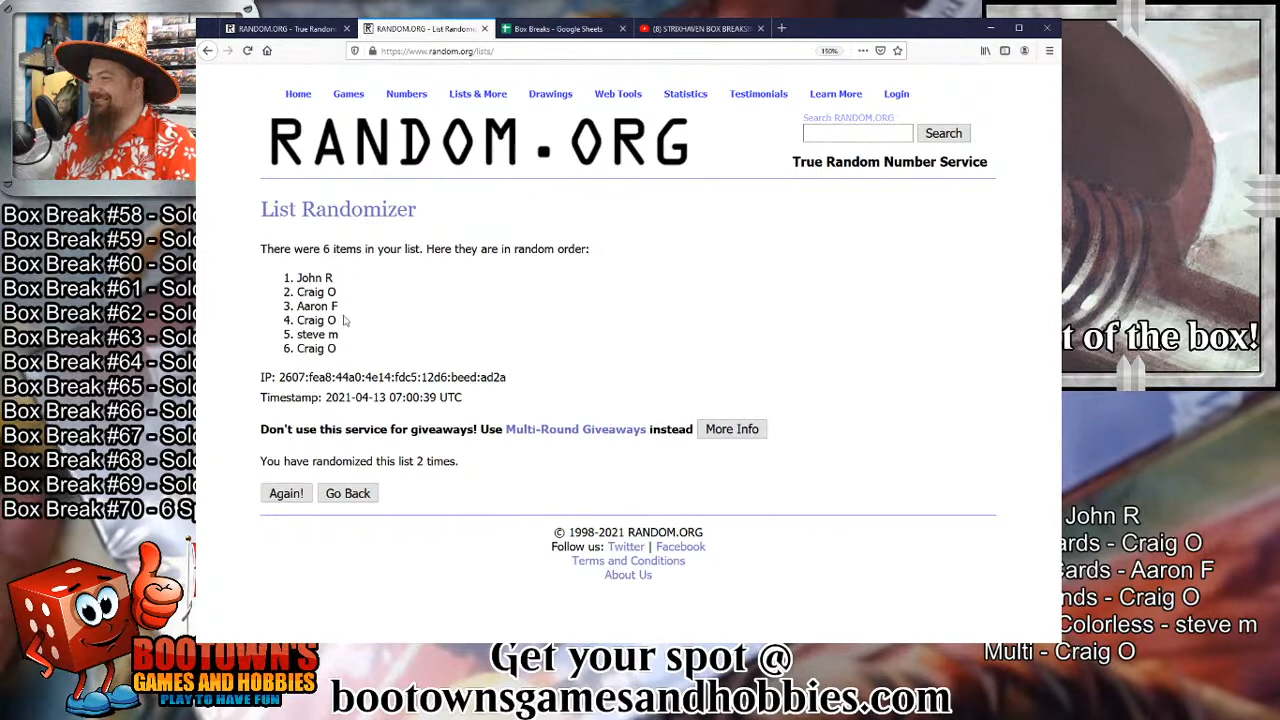 RANDOM.ORG - True Random
RANDOM.ORG - List Randomi
Box Breaks - Google Sheets
(8) STRIXHAVEN BOX BREAKS!
https://www.random.org/lists/
150%
Home Games Numbers Lists & More Drawings Web Tools Statistics Testimonials Learn More Login
Search RANDOM.ORG
RANDOM.ORG
Search
True Random Number Service
List Randomizer
There were 6 items in your list. Here they are in random order:
1. John R
2. Craig O
3. Aaron F
4. Craig O
5. steve m
6. Craig O
IP: 2607:fea8:44a0:4e14:fdc5:12d6:beed:ad2a
Timestamp: 2021-04-13 07:00:39 UTC
Don't use this service for giveaways! Use Multi-Round Giveaways instead More Info
You have randomized this list 2 times.
Again! Go Back
© 1998-2021 RANDOM.ORG
Follow us: Twitter | Facebook
Terms and Conditions
About Us
Box Break #58 - Sol
Box Break #59 - Sol
Box Break #60 - Sol
Box Break #61 - Sol
Box Break #62 - Sol
Box Break #63 - Sol
Box Break #64 - Sol
Box Break #65 - Sol
Box Break #66 - Sol
Box Break #67 - Sol
Box Break #68 - Sol
Box Break #69 - Sol
Box Break #70 - 6 S
t of the box!
John R
ards - Craig O
cards - Aaron F
nds - Craig O
Colorless - steve m
Multi - Craig O
BOOTOWN'S
GAMES AND HOBBIES
PLAY TO HAVE FUN
Get your spot @
bootownsgamesandhobbies.com